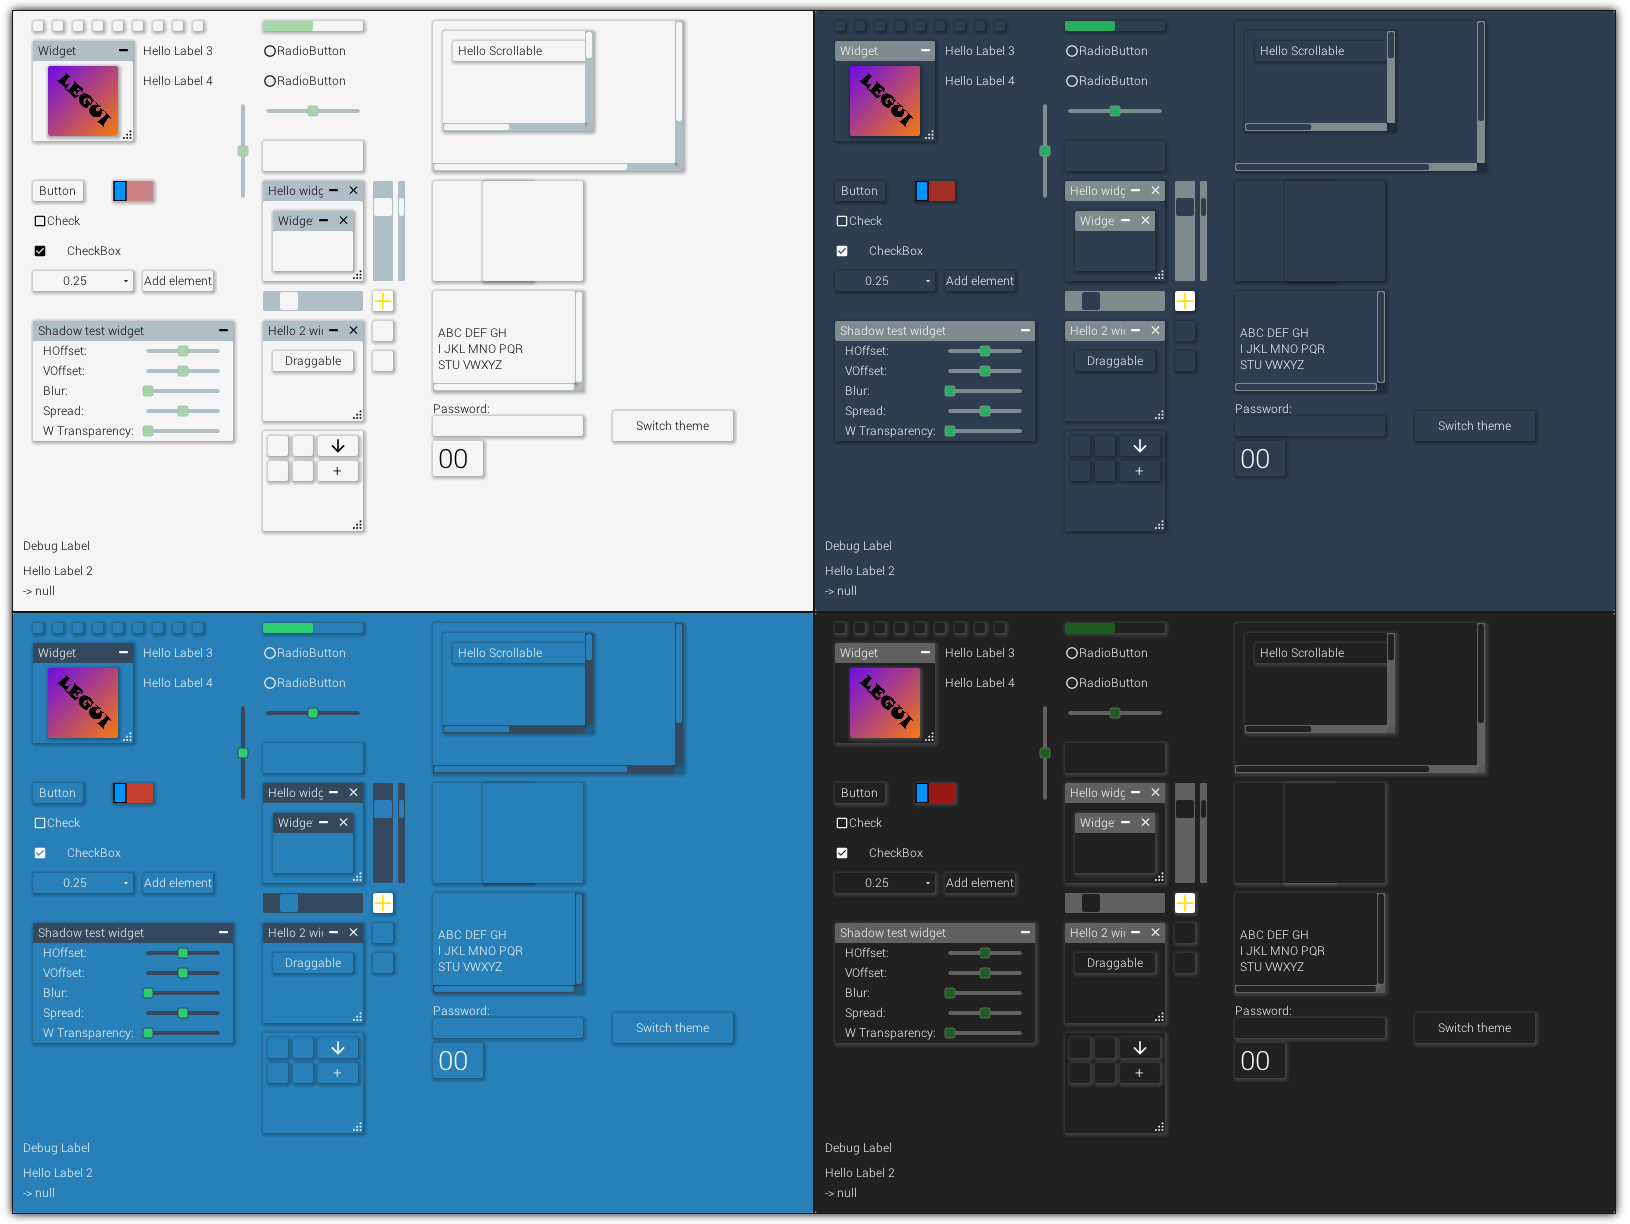 Widget
Hello Label 3
RadioButton
Hello Scrollable
LEGUI
Hello Label 4
RadioButton
Button
Hello widg
Check
Widge
CheckBox
0.25
Add element
Shadow test widget
Hello 2 wi
ABC DEF GH
HOffset:
Draggable
I JKL MNO PQR
VOffset:
STU VWXYZ
Blur:
Spread:
Password:
W Transparency:
Switch theme
00
+
Debug Label
Hello Label 2
-> null
Widget
Hello Label 3
RadioButton
Hello Scrollable
LEGUI
Hello Label 4
RadioButton
Button
Hello widg
Check
Widge
CheckBox
0.25
Add element
Shadow test widget
Hello 2 wi
ABC DEF GH
HOffset:
Draggable
I JKL MNO PQR
VOffset:
STU VWXYZ
Blur:
Spread:
Password:
W Transparency:
Switch theme
00
+
Debug Label
Hello Label 2
-> null
Widget
Hello Label 3
RadioButton
Hello Scrollable
LEGUI
Hello Label 4
RadioButton
Button
Hello widg
Check
Widge
CheckBox
0.25
Add element
Shadow test widget
Hello 2 wi
ABC DEF GH
HOffset:
Draggable
I JKL MNO PQR
VOffset:
STU VWXYZ
Blur:
Spread:
Password:
W Transparency:
Switch theme
00
+
Debug Label
Hello Label 2
-> null
Widget
Hello Label 3
RadioButton
Hello Scrollable
LEGUI
Hello Label 4
RadioButton
Button
Hello widg
Check
Widge
CheckBox
0.25
Add element
Shadow test widget
Hello 2 wi
ABC DEF GH
HOffset:
Draggable
I JKL MNO PQR
VOffset:
STU VWXYZ
Blur:
Spread:
Password:
W Transparency:
Switch theme
00
+
Debug Label
Hello Label 2
-> null